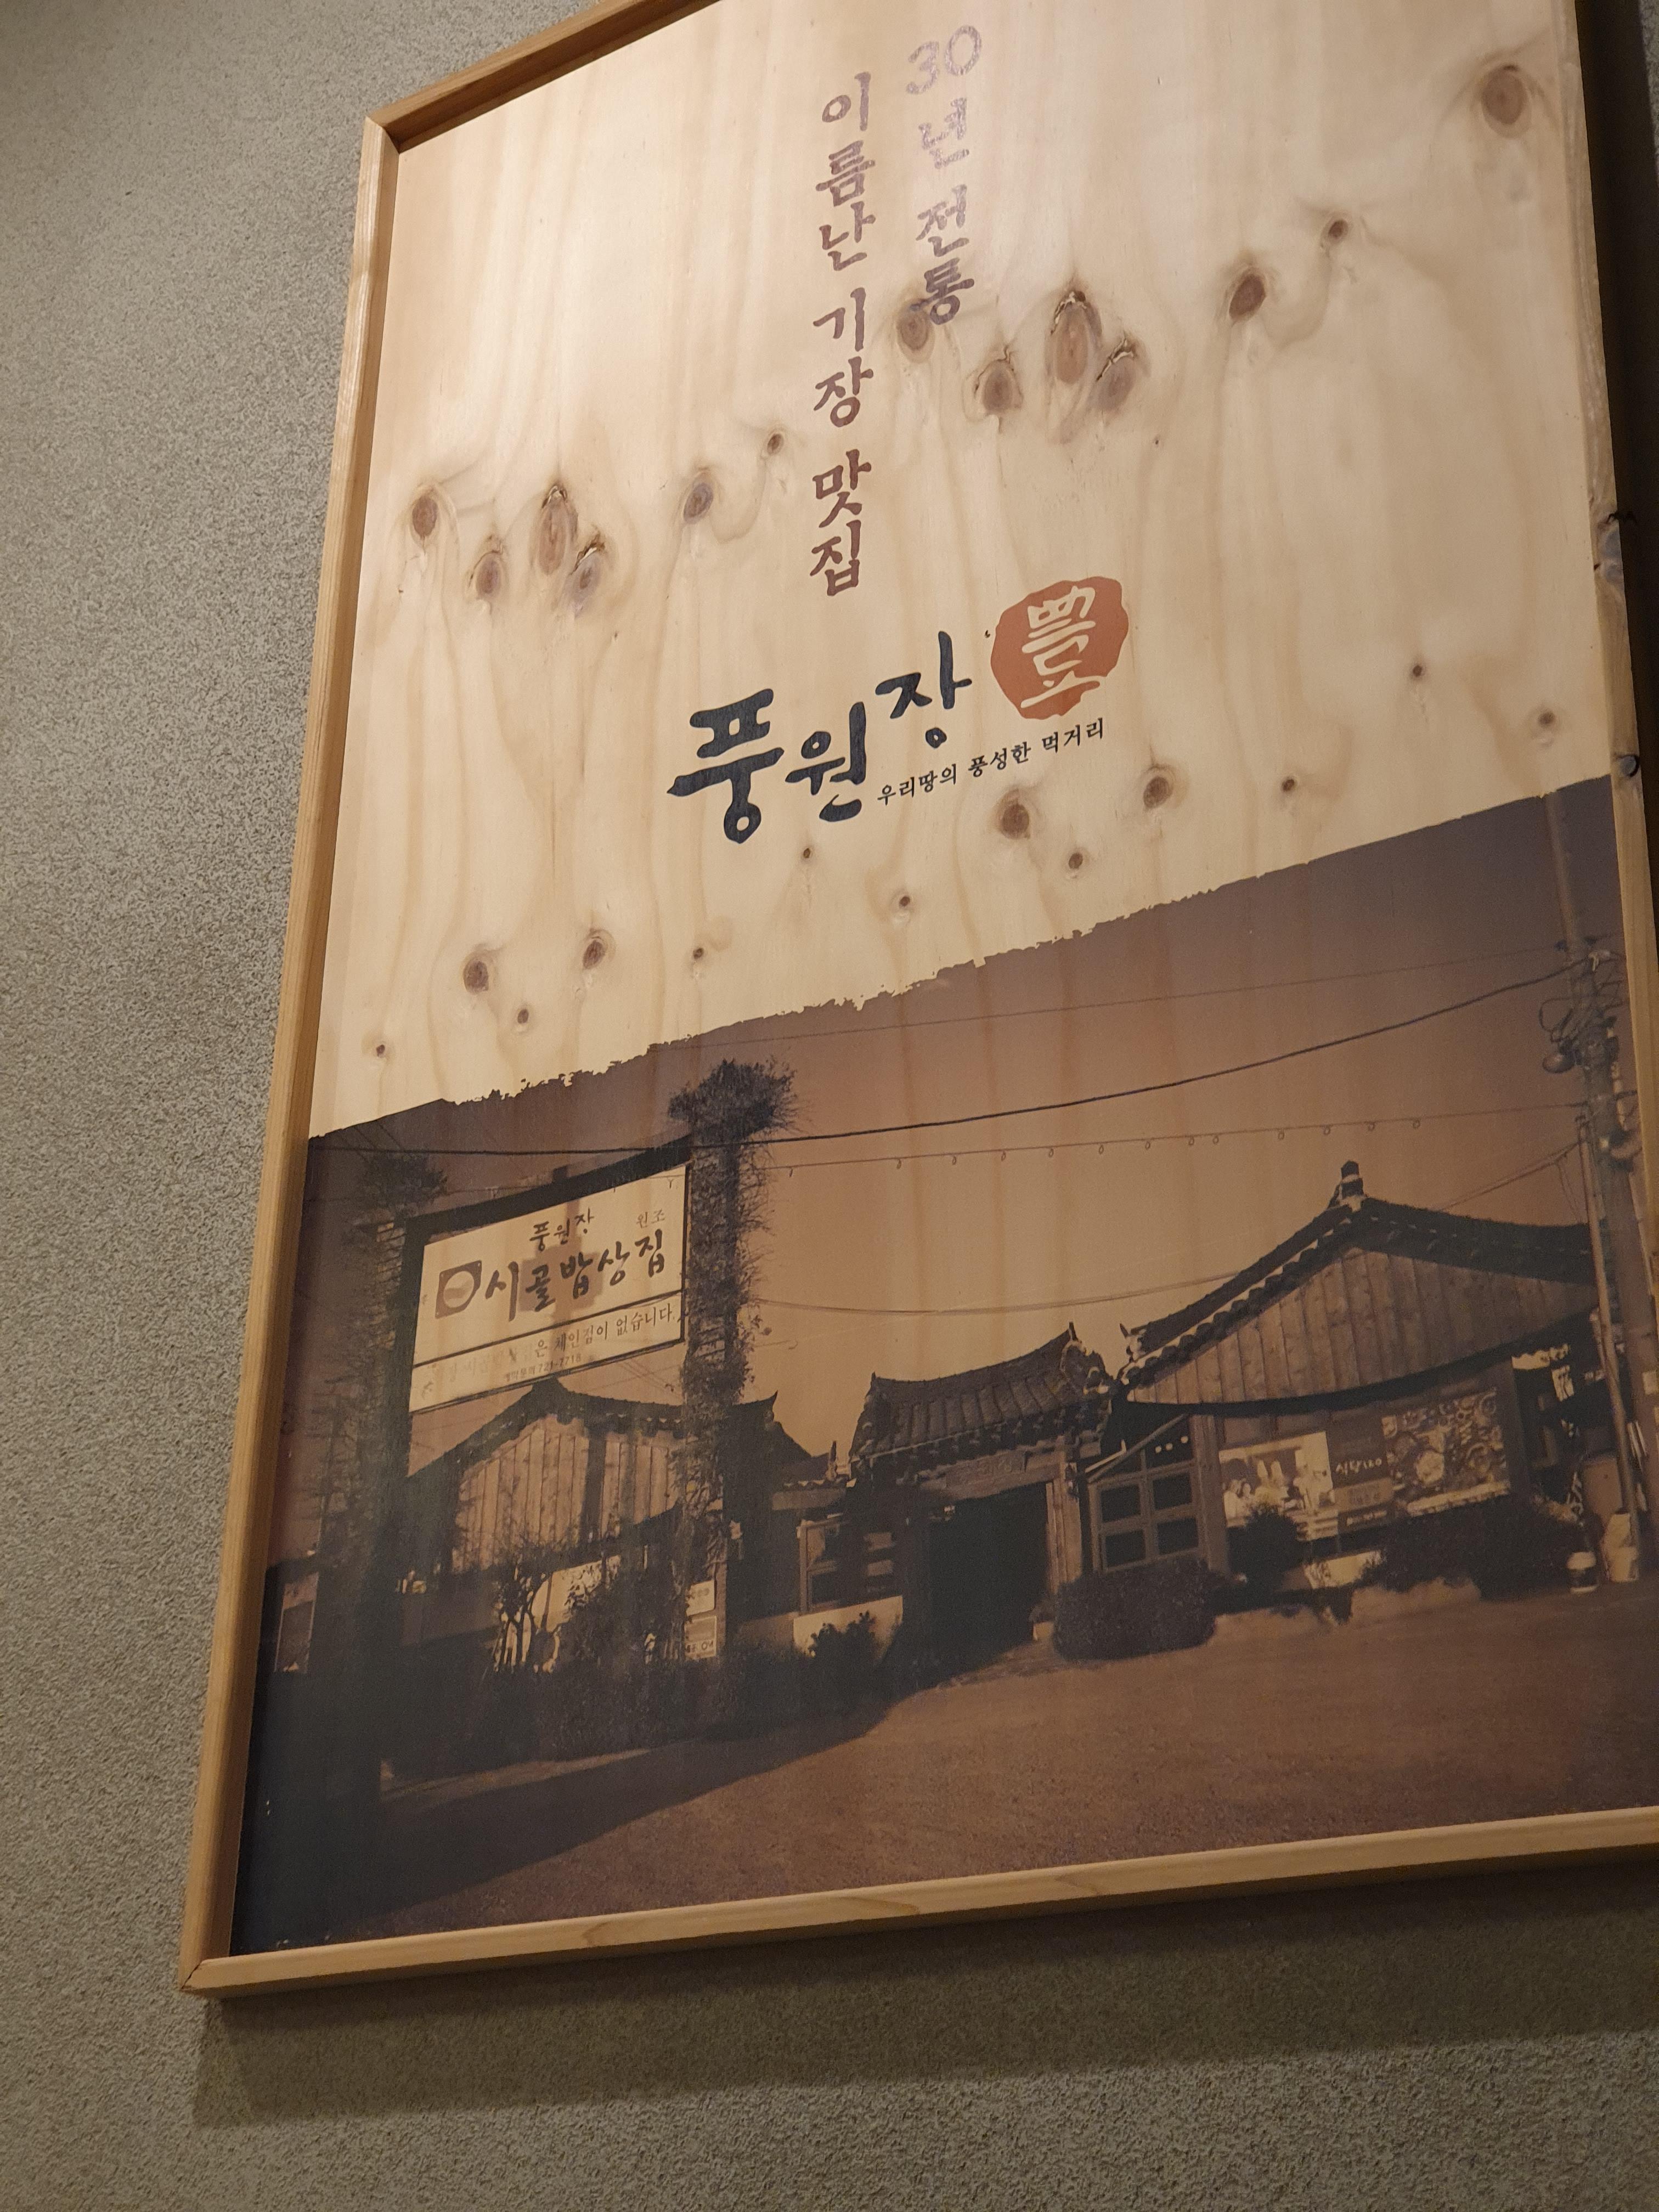 30년 전통
이름난 기장 맛집
풍원장
豊
우리땅의 풍성한 먹거리
풍원장 원조
시골밥상집
은 체인점이 없습니다.